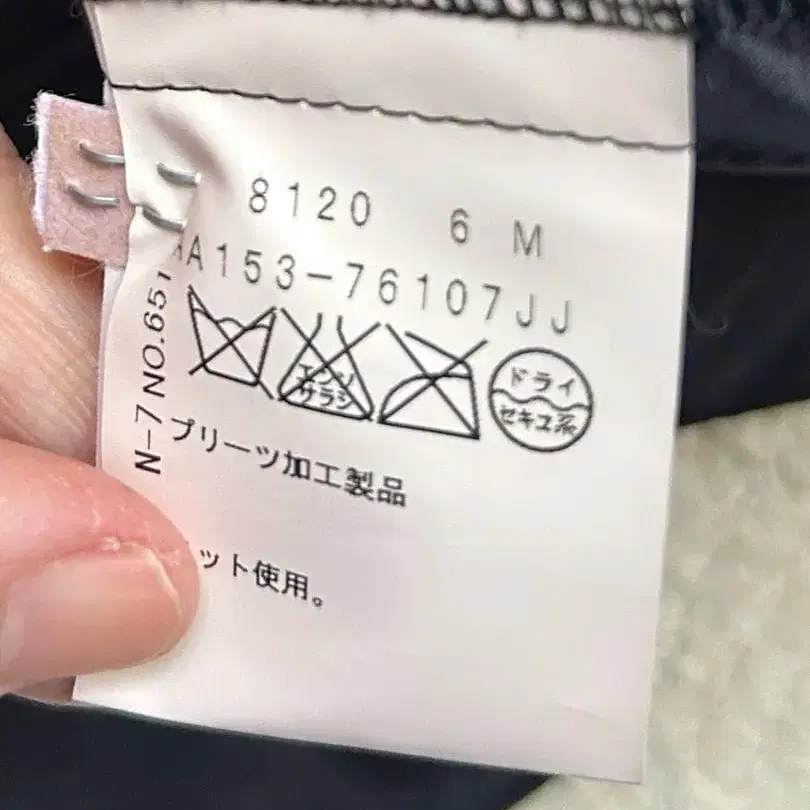 8120 6 M
A153-76107JJ
エンソ
サラシ
ドライ
セキユ系
プリーツ加工製品
ット使用。
N-7 NO.651